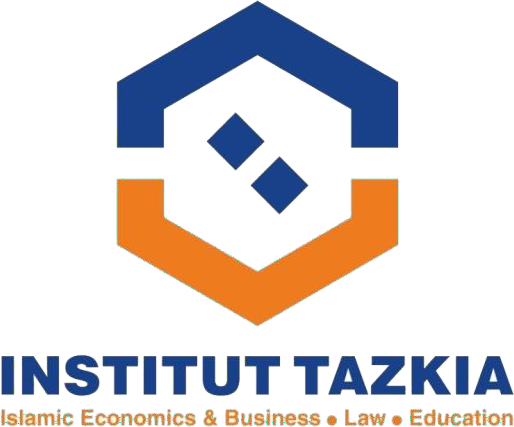 INSTITUT TAZKIA
Islamic Economics & Business ● Law ● Education